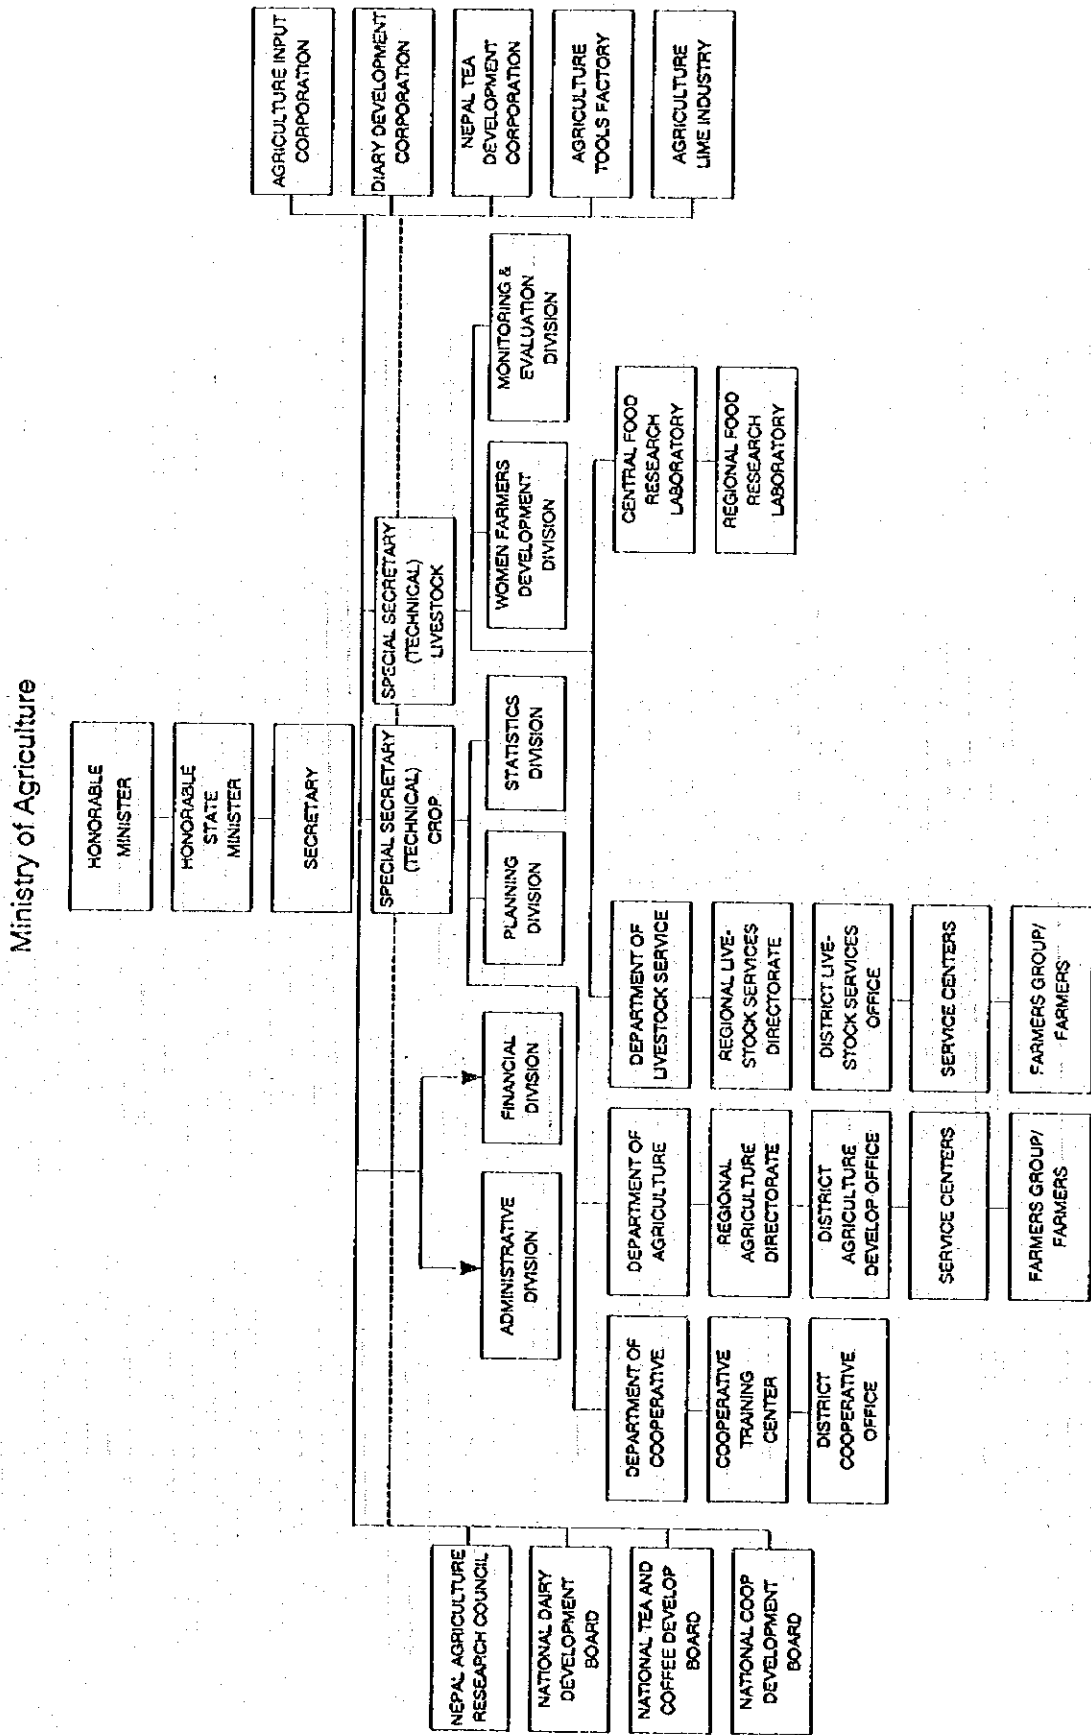 Ministry of Agriculture
HONORABLE
MINISTER
HONORABLE
STATE
MINISTER
SECRETARY
SPECIAL SECRETARY
(TECHNICAL)
CROP
SPECIAL SECRETARY
(TECHNICAL)
LIVESTOCK
NEPAL AGRICULTURE
RESEARCH COUNCIL
NATIONAL DAIRY
DEVELOPMENT
BOARD
NATIONAL TEA AND
COFFEE DEVELOP
BOARD
NATIONAL COOP
DEVELOPMENT
BOARD
ADMINISTRATIVE
DIVISION
FINANCIAL
DIVISION
PLANNING
DIVISION
STATISTICS
DIVISION
WOMEN FARMERS
DEVELOPMENT
DIVISION
MONITORING &
EVALUATION
DIVISION
AGRICULTURE INPUT
CORPORATION
DIARY DEVELOPMENT
CORPORATION
NEPAL TEA
DEVELOPMENT
CORPORATION
AGRICULTURE
TOOLS FACTORY
AGRICULTURE
LIME INDUSTRY
DEPARTMENT OF
COOPERATIVE
COOPERATIVE
TRAINING
CENTER
DISTRICT
COOPERATIVE
OFFICE
DEPARTMENT OF
AGRICULTURE
REGIONAL
AGRICULTURE
DIRECTORATE
DISTRICT
AGRICULTURE
DEVELOP OFFICE
SERVICE CENTERS
FARMERS GROUP/
FARMERS
DEPARTMENT OF
LIVESTOCK SERVICE
REGIONAL LIVE-
STOCK SERVICES
DIRECTORATE
DISTRICT LIVE-
STOCK SERVICES
OFFICE
SERVICE CENTERS
FARMERS GROUP/
FARMERS
CENTRAL FOOD
RESEARCH
LABORATORY
REGIONAL FOOD
RESEARCH
LABORATORY